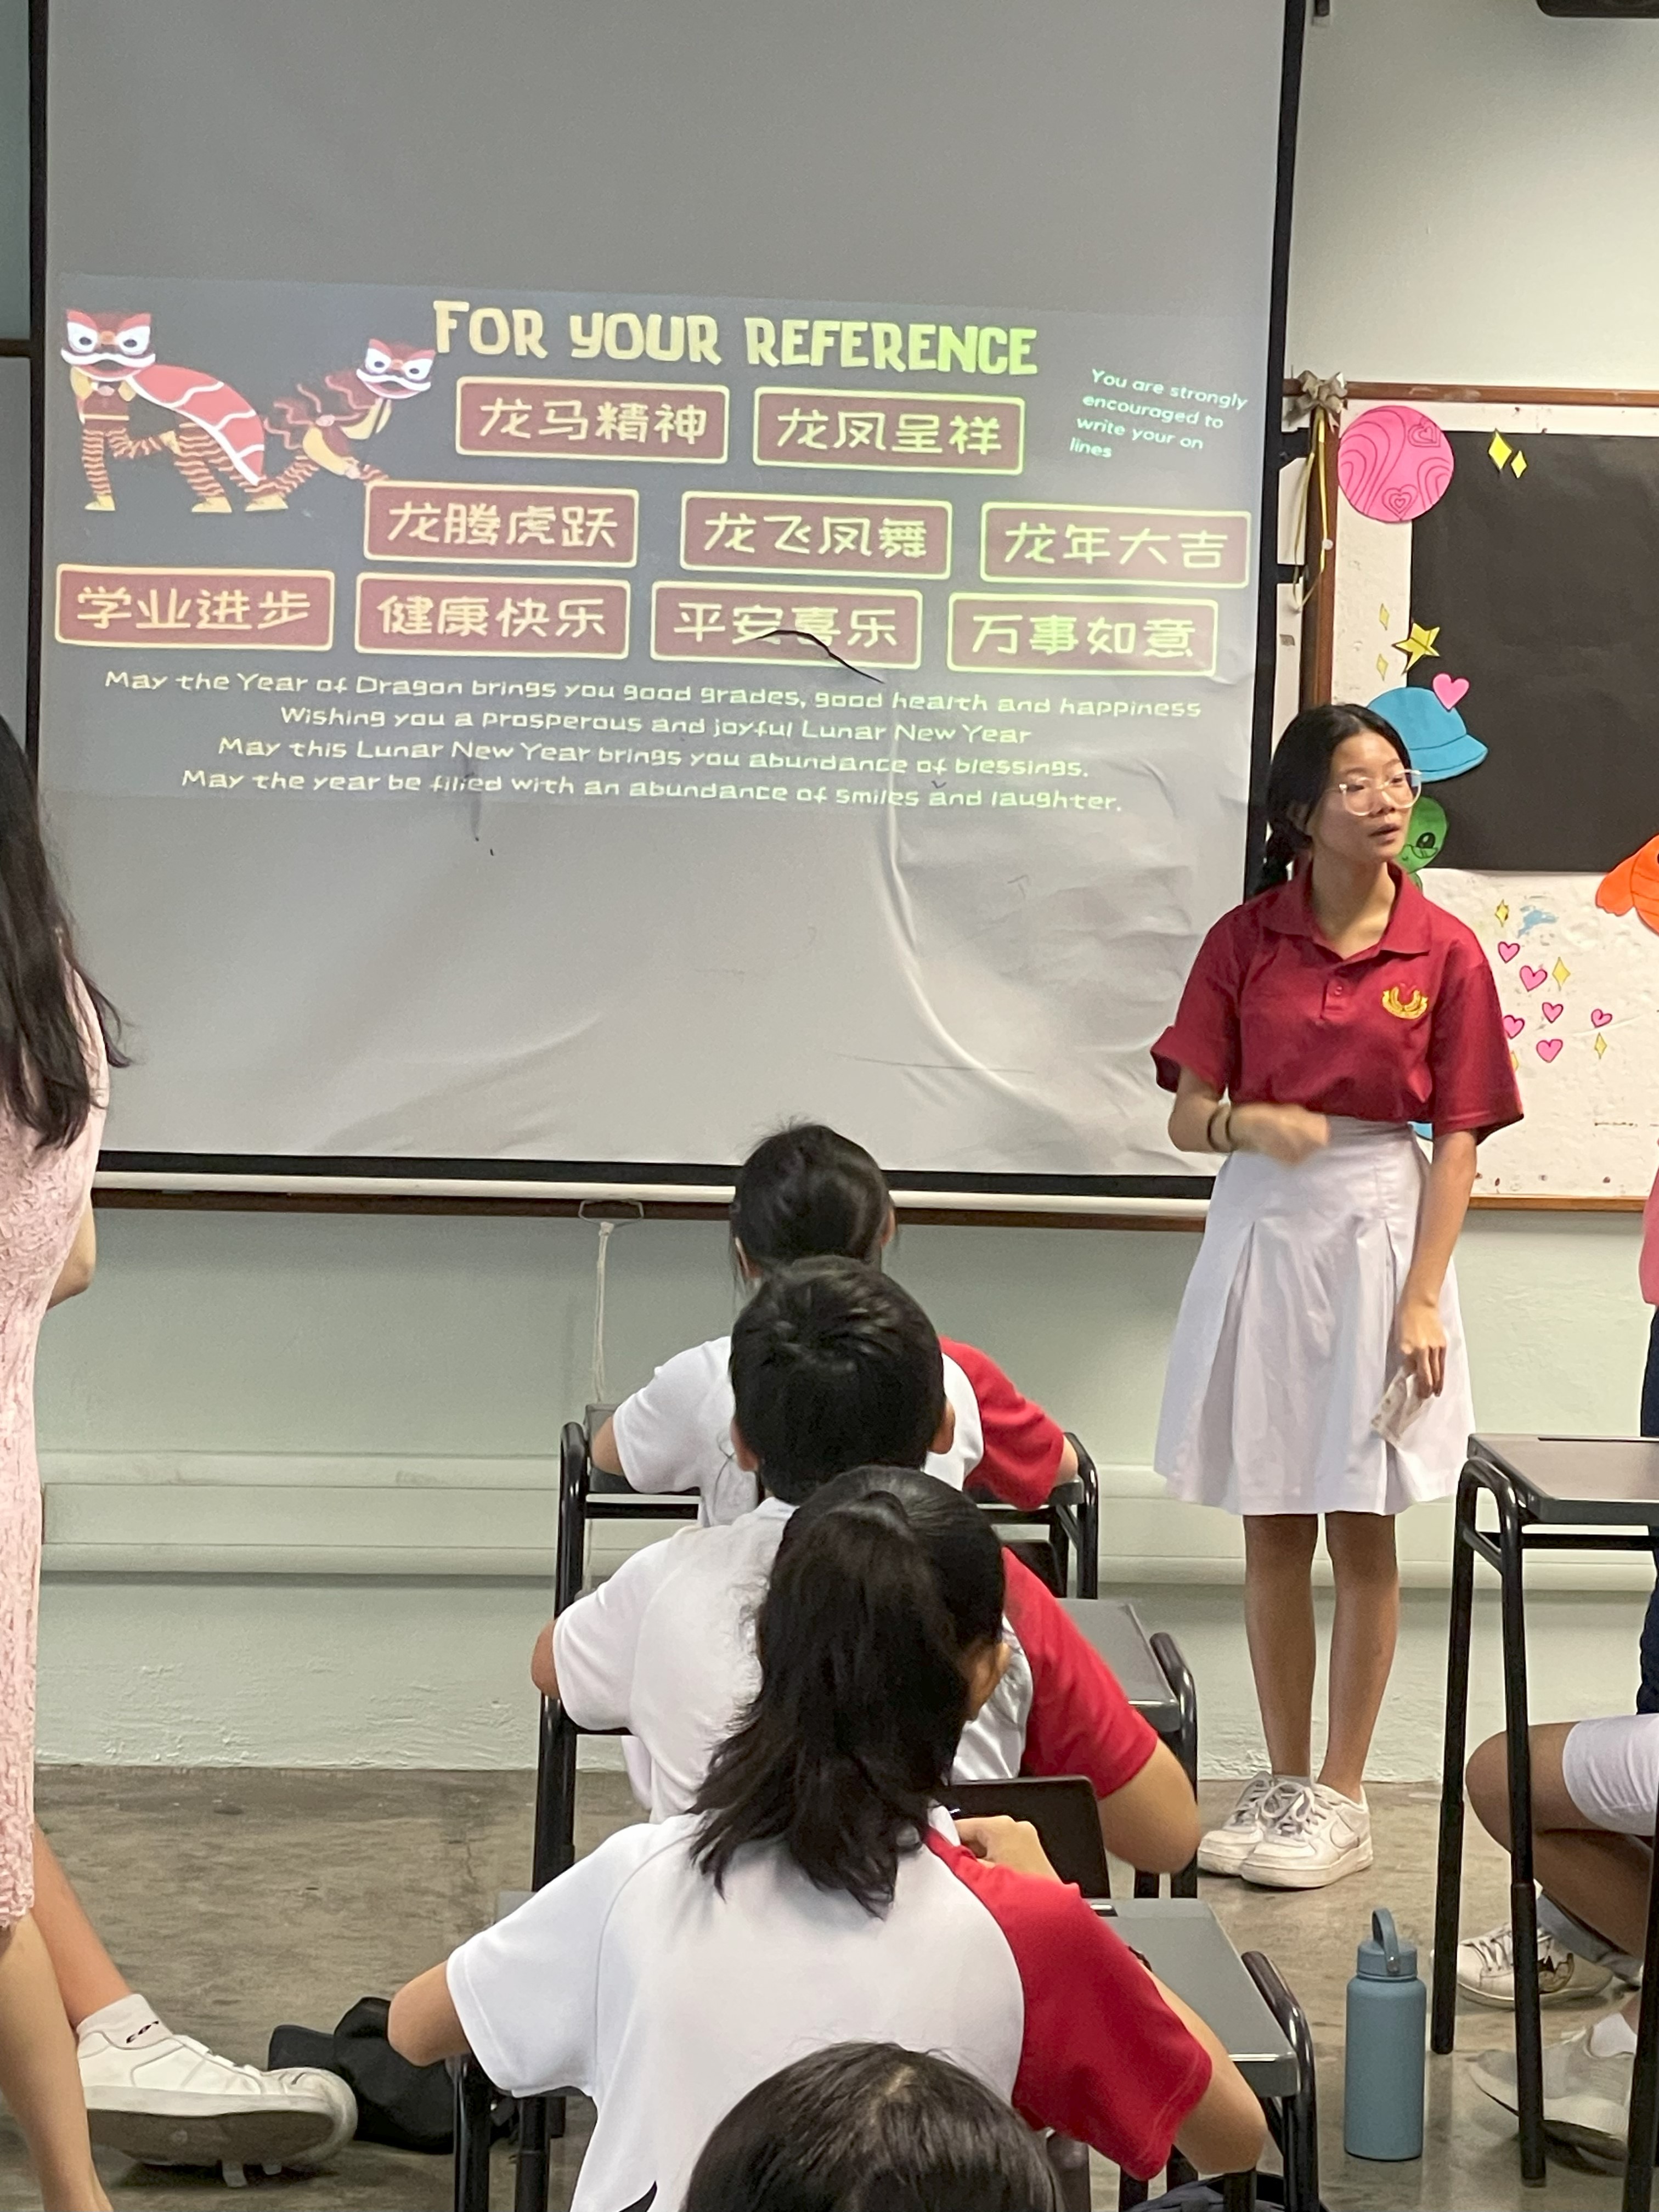 FOR YOUR REFERENCE
龙马精神
龙凤呈祥
You are strongly
encouraged to
write your on
lines
龙腾虎跃
龙飞凤舞
龙年大吉
学业进步
健康快乐
平安喜乐
万事如意
May the Year of Dragon brings you good grades, good health and happiness
Wishing you a prosperous and joyful Lunar New Year
May this Lunar New Year brings you abundance of blessings.
May the year be filled with an abundance of smiles and laughter.